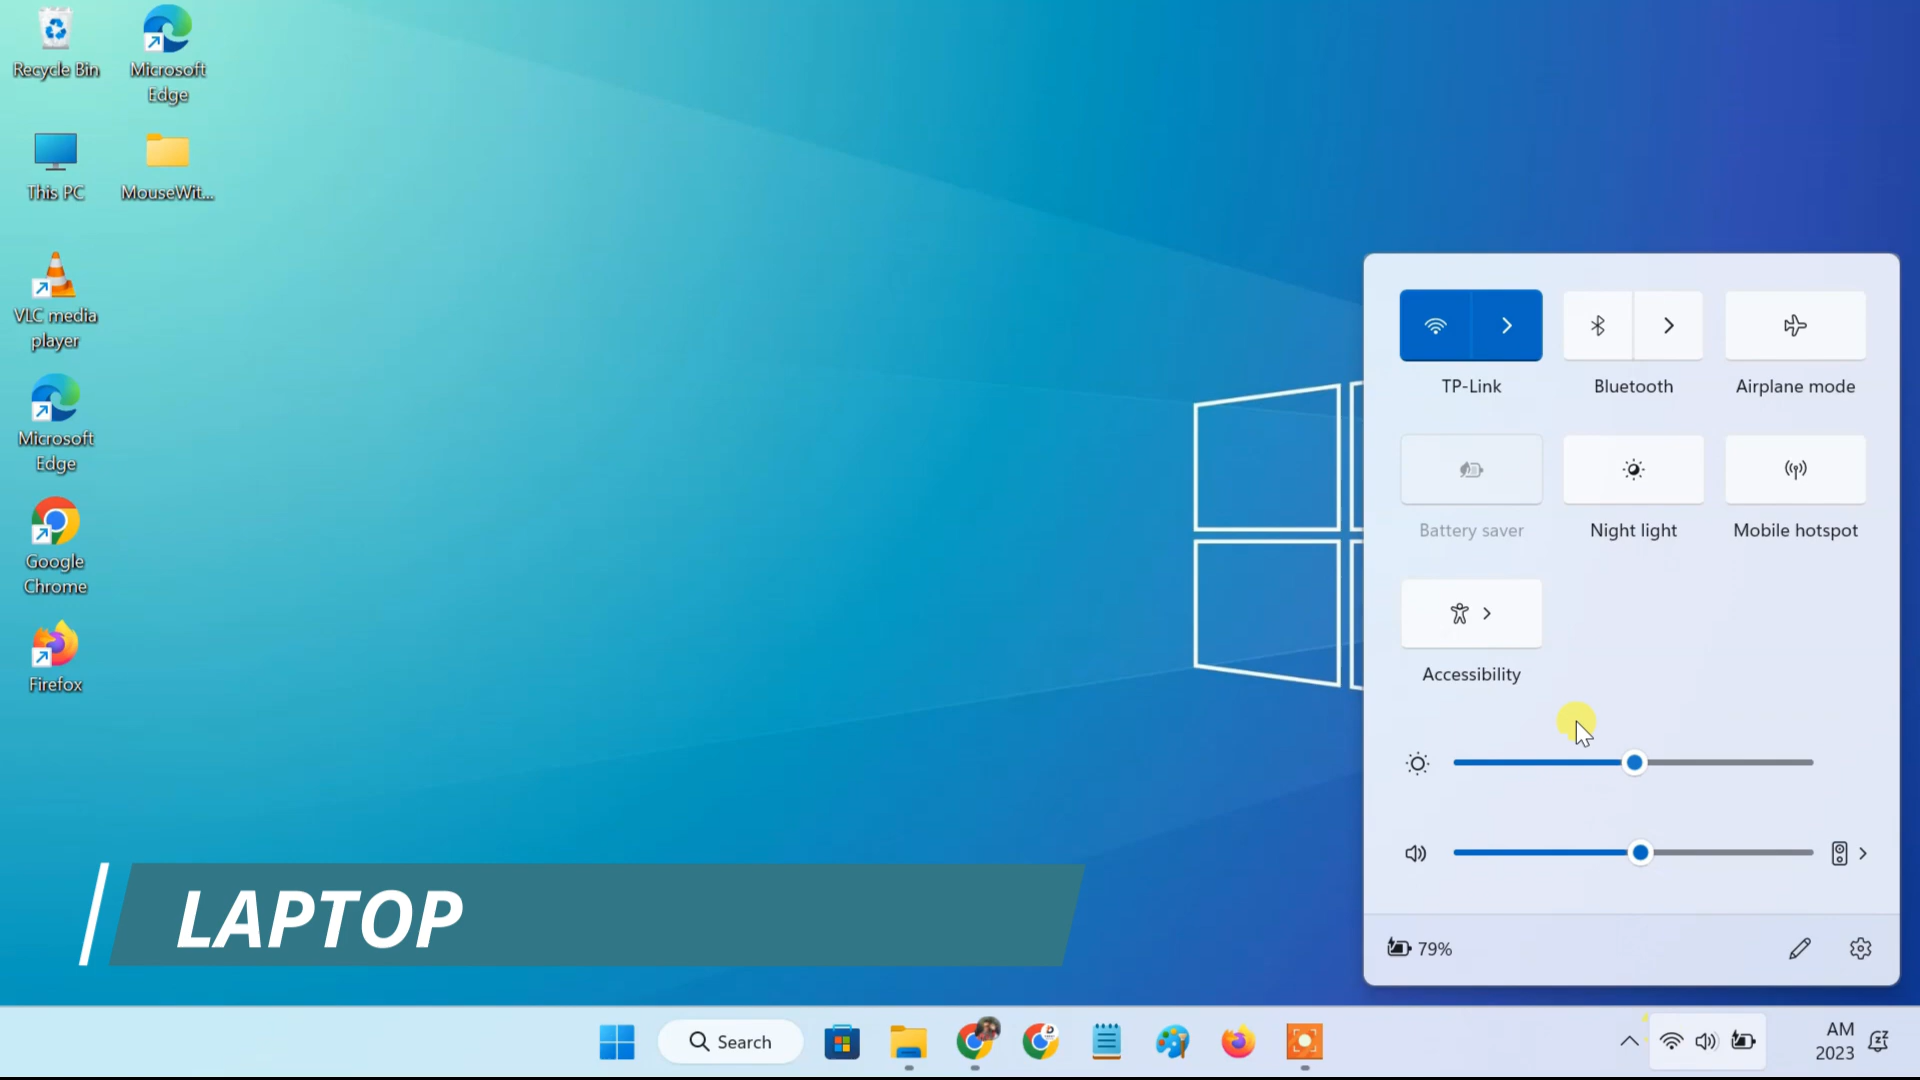 Recycle Bin
Microsoft
Edge
This PC
MouseWit...
VLC media
player
Microsoft
Edge
Google
Chrome
Firefox
TP-Link
Bluetooth
Airplane mode
Battery saver
Night light
Mobile hotspot
Accessibility
79%
LAPTOP
Search
AM
2023